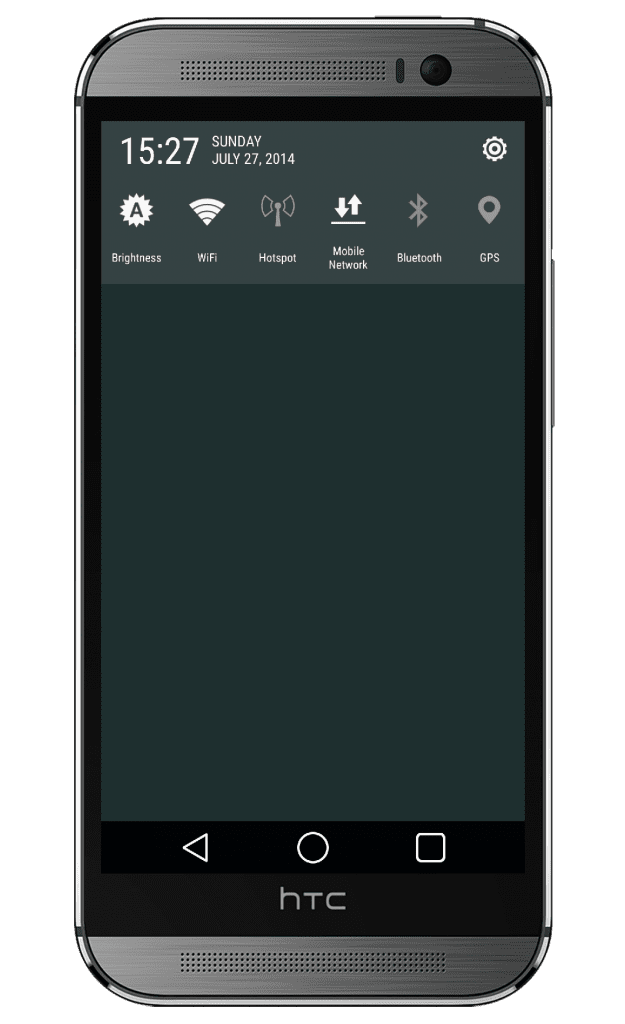 15:27
SUNDAY
JULY 27, 2014
A
Brightness
WiFi
Hotspot
Mobile
Network
Bluetooth
GPS
hTC